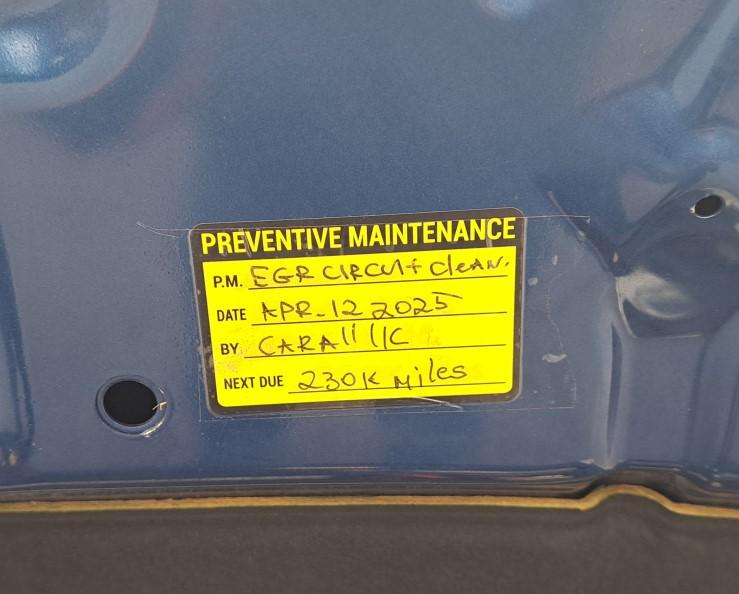 PREVENTIVE MAINTENANCE
P.M. EGR CIRCUIT CleAN.
DATE APR-12 2025
BY CARAll llC
NEXT DUE 230K Miles